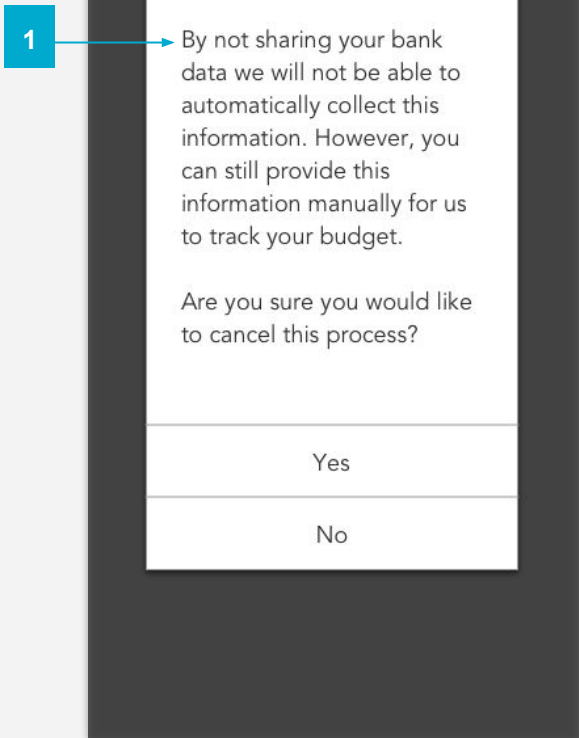 1
By not sharing your bank
data we will not be able to
automatically collect this
information. However, you
can still provide this
information manually for us
to track your budget.
Are you sure you would like
to cancel this process?
Yes
No